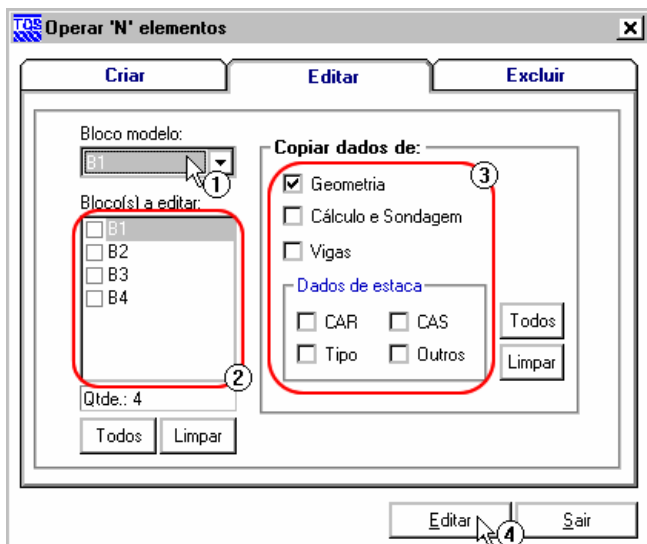 TQS Operar 'N' elementos
Criar Editar Excluir
Bloco modelo:
B1
1
Bloco(s) a editar:
B1
B2
B3
B4
2
Qtde.: 4
Todos Limpar
Copiar dados de:
3
Geometria
Cálculo e Sondagem
Vigas
Dados de estaca
CAR CAS
Tipo Outros
Todos
Limpar
Editar Sair
4